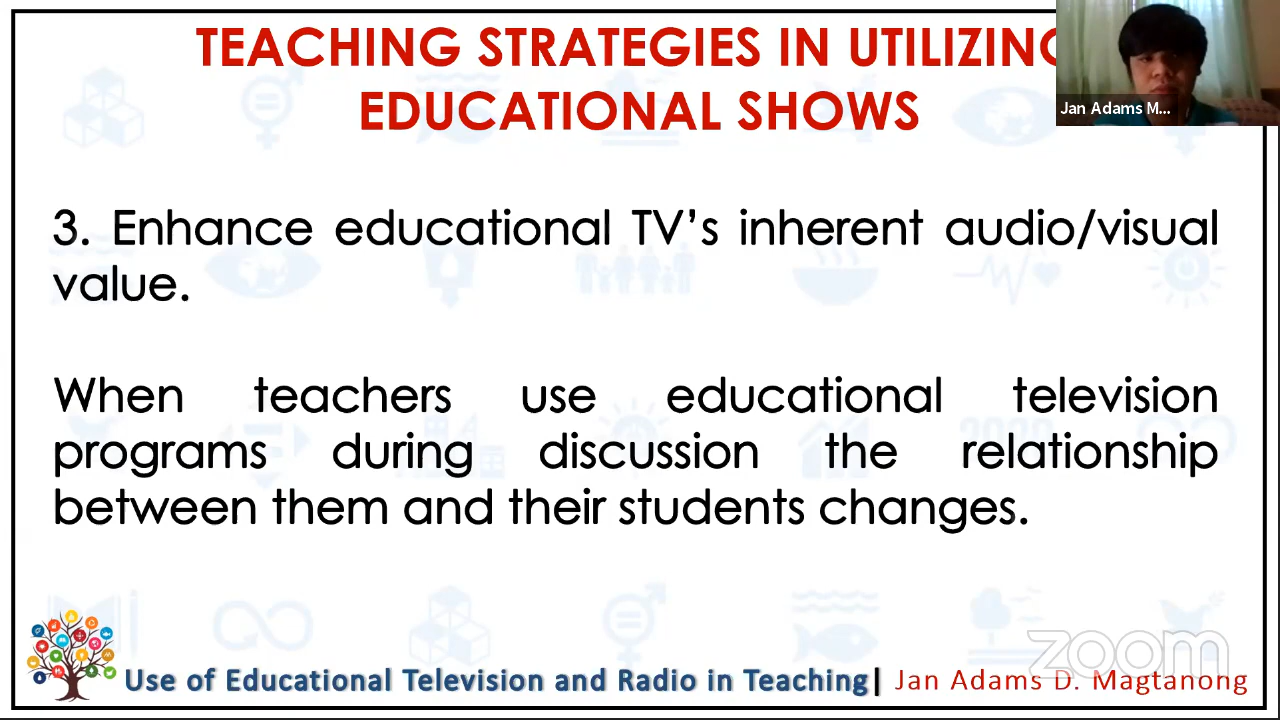 TEACHING STRATEGIES IN UTILIZING
EDUCATIONAL SHOWS
Jan Adams M...
3. Enhance educational TV’s inherent audio/visual
value.
When teachers use educational television
programs during discussion the relationship
between them and their students changes.
zoom
Use of Educational Television and Radio in Teaching| Jan Adams D. Magtanong